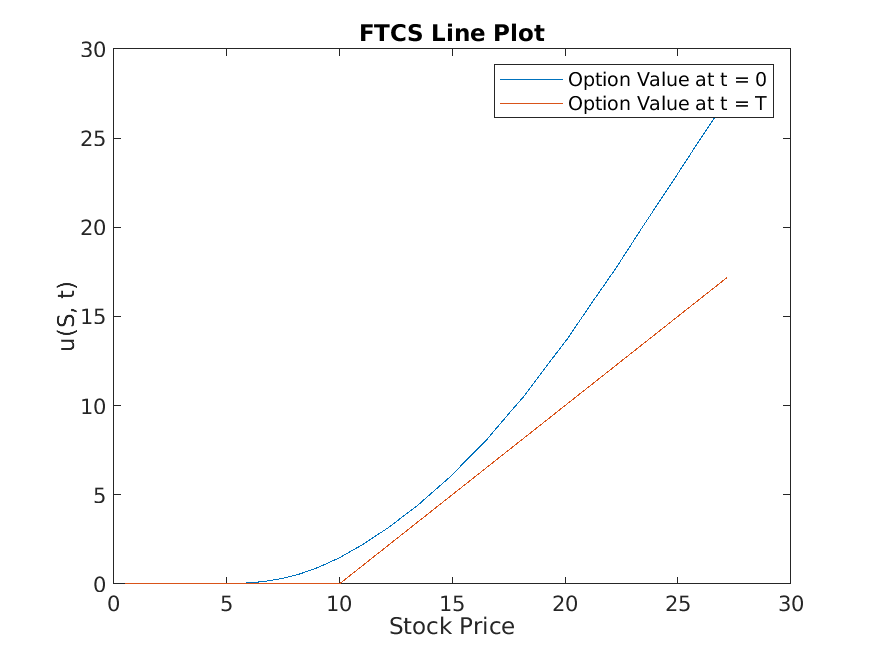 FTCS Line Plot
30
25
20
15
10
5
0
u(S, t)
Option Value at t = 0
Option Value at t = T
0 5 10 15 20 25 30
Stock Price